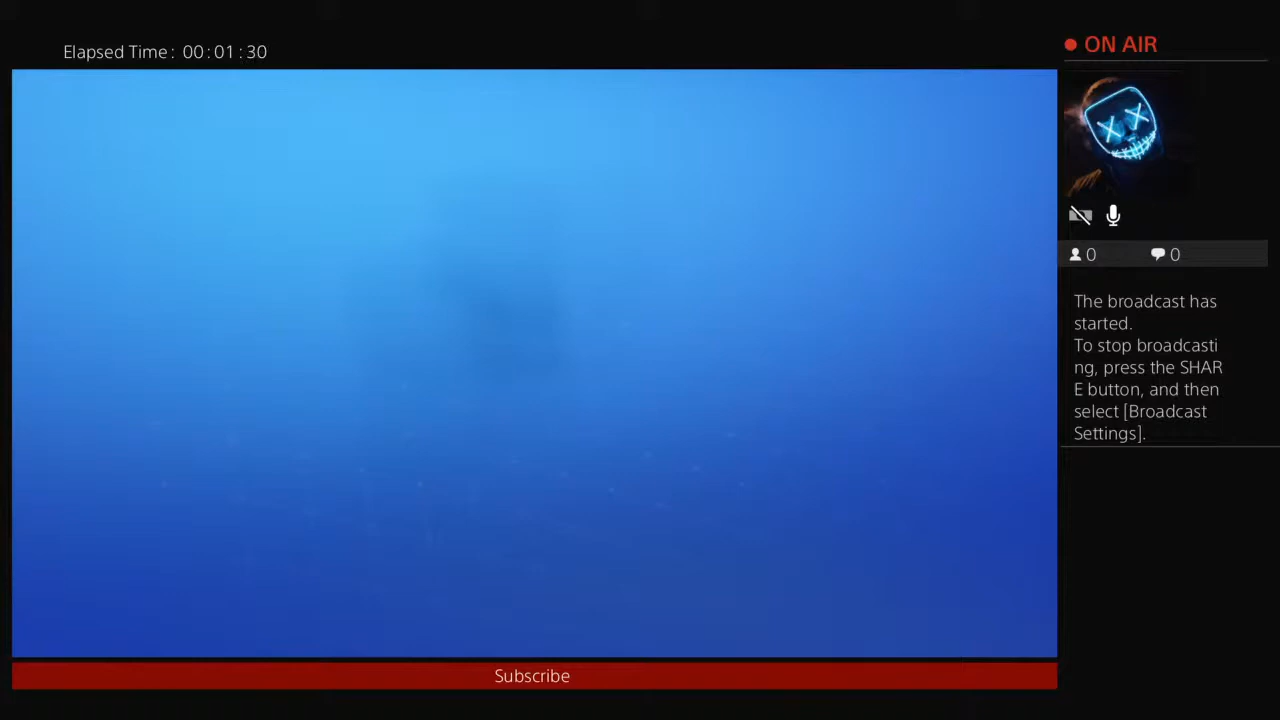 Elapsed Time: 00:01:30
ON AIR
0 0
The broadcast has
started.
To stop broadcasti
ng, press the SHAR
E button, and then
select [Broadcast
Settings].
Subscribe